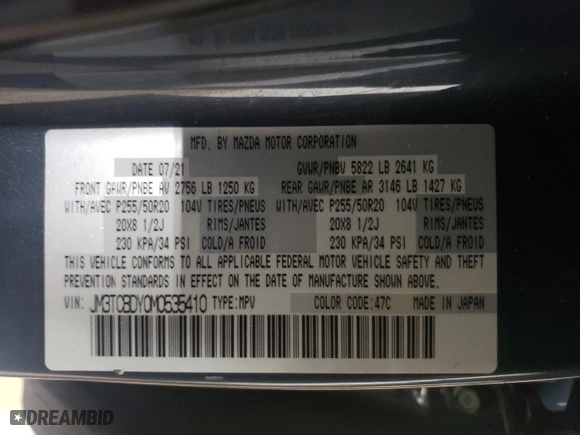 MFD. BY MAZDA MOTOR CORPORATION
DATE 07/21 GVWR/PNBV 5822 LB 2641 KG
FRONT GAWR/PNBE AV 2756 LB 1250 KG REAR GAWR/PNBE AR 3146 LB 1427 KG
WITH/AVEC P255/50R20 104V TIRES/PNEUS WITH/AVEC P255/50R20 104V TIRES/PNEUS
20X8 1/2J RIMS/JANTES 20X8 1/2J RIMS/JANTES
230 KPA/34 PSI COLD/A FROID 230 KPA/34 PSI COLD/A FROID
THIS VEHICLE CONFORMS TO ALL APPLICABLE FEDERAL MOTOR VEHICLE SAFETY AND THEFT
PREVENTION STANDARDS IN EFFECT ON THE DATE OF MANUFACTURE SHOWN ABOVE.
VIN: JM3TCBDY0M0535410 TYPE:MPV COLOR CODE:47C MADE IN JAPAN
DREAMBID